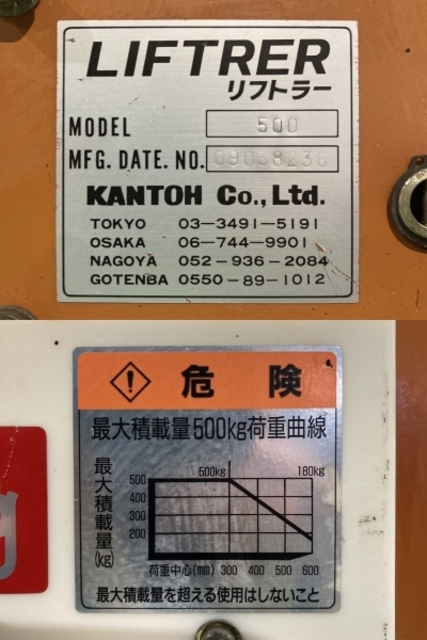 LIFTRER
リフトラー
MODEL 500
MFG. DATE. NO. 09038236
KANTOH Co., Ltd.
TOKYO 03-3491-5191
OSAKA 06-744-9901
NAGOYA 052-936-2084
GOTENBA 0550-89-1012
危険
最大積載量500kg荷重曲線
最大積載量(kg)
500kg 180kg
500
400
300
200
荷重中心(mm) 300 400 500 600
最大積載量を超える使用はしないこと
g